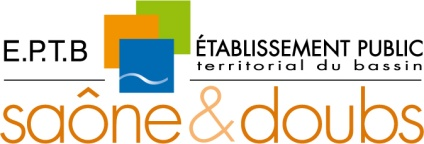 E.P.T.B
ÉTABLISSEMENT PUBLIC
territorial du bassin
saône & doubs